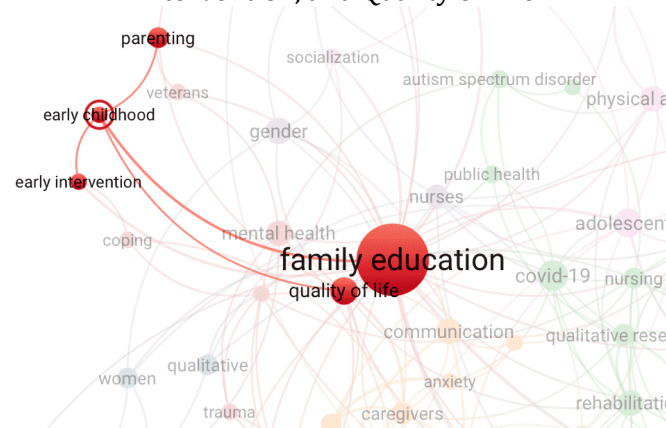 parenting
socialization
autism spectrum disorder
veterans
physical a
early childhood
gender
public health
early intervention
nurses
adolescent
coping
mental health
family education
covid-19
nursing
quality of life
communication
qualitative rese
qualitative
women
anxiety
rehabilitati
trauma
caregivers